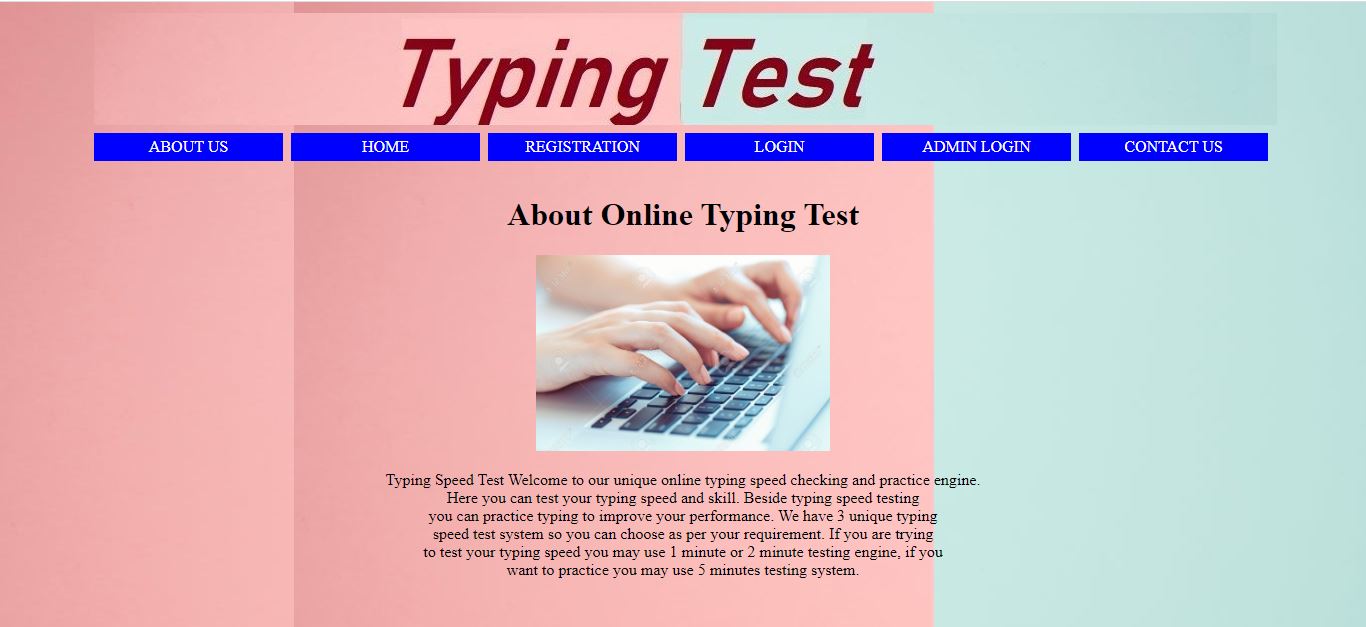 Typing Test
ABOUT US HOME REGISTRATION LOGIN ADMIN LOGIN CONTACT US
About Online Typing Test
Typing Speed Test Welcome to our unique online typing speed checking and practice engine.
Here you can test your typing speed and skill. Beside typing speed testing
you can practice typing to improve your performance. We have 3 unique typing
speed test system so you can choose as per your requirement. If you are trying
to test your typing speed you may use 1 minute or 2 minute testing engine, if you
want to practice you may use 5 minutes testing system.